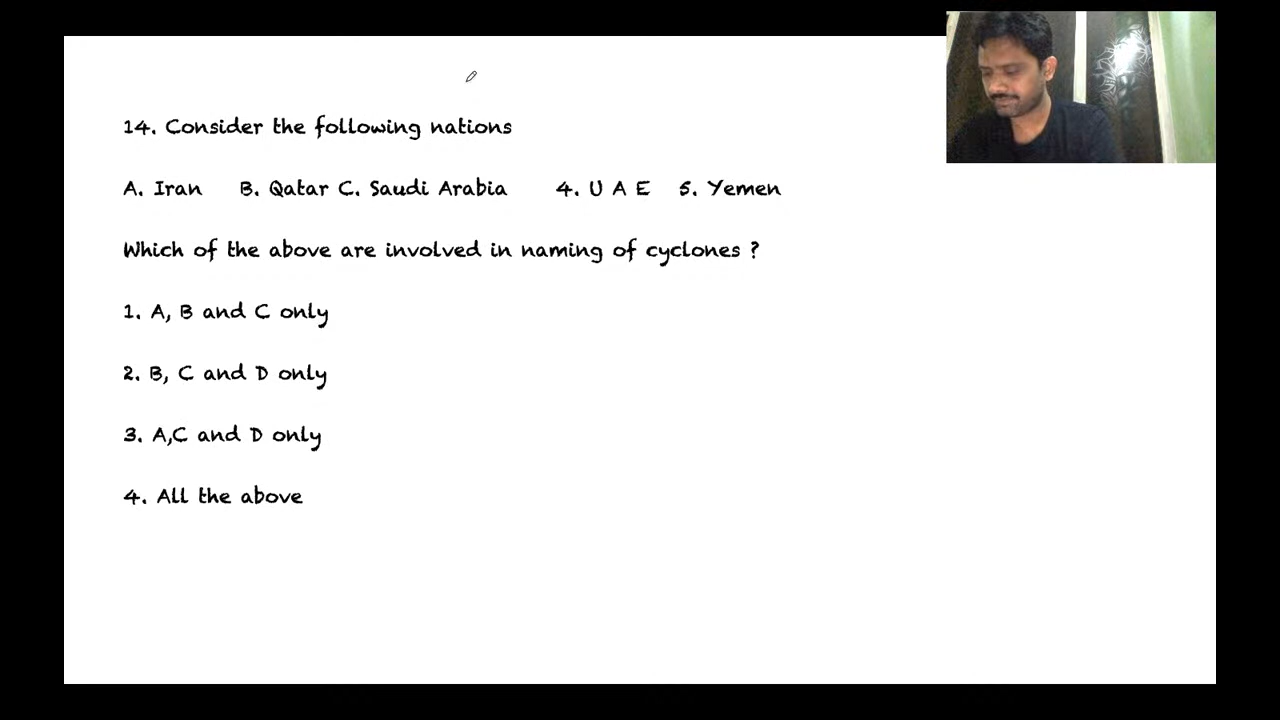 14. Consider the following nations
A. Iran B. Qatar C. Saudi Arabia 4. U A E 5. Yemen
Which of the above are involved in naming of cyclones ?
1. A, B and C only
2. B, C and D only
3. A,C and D only
4. All the above